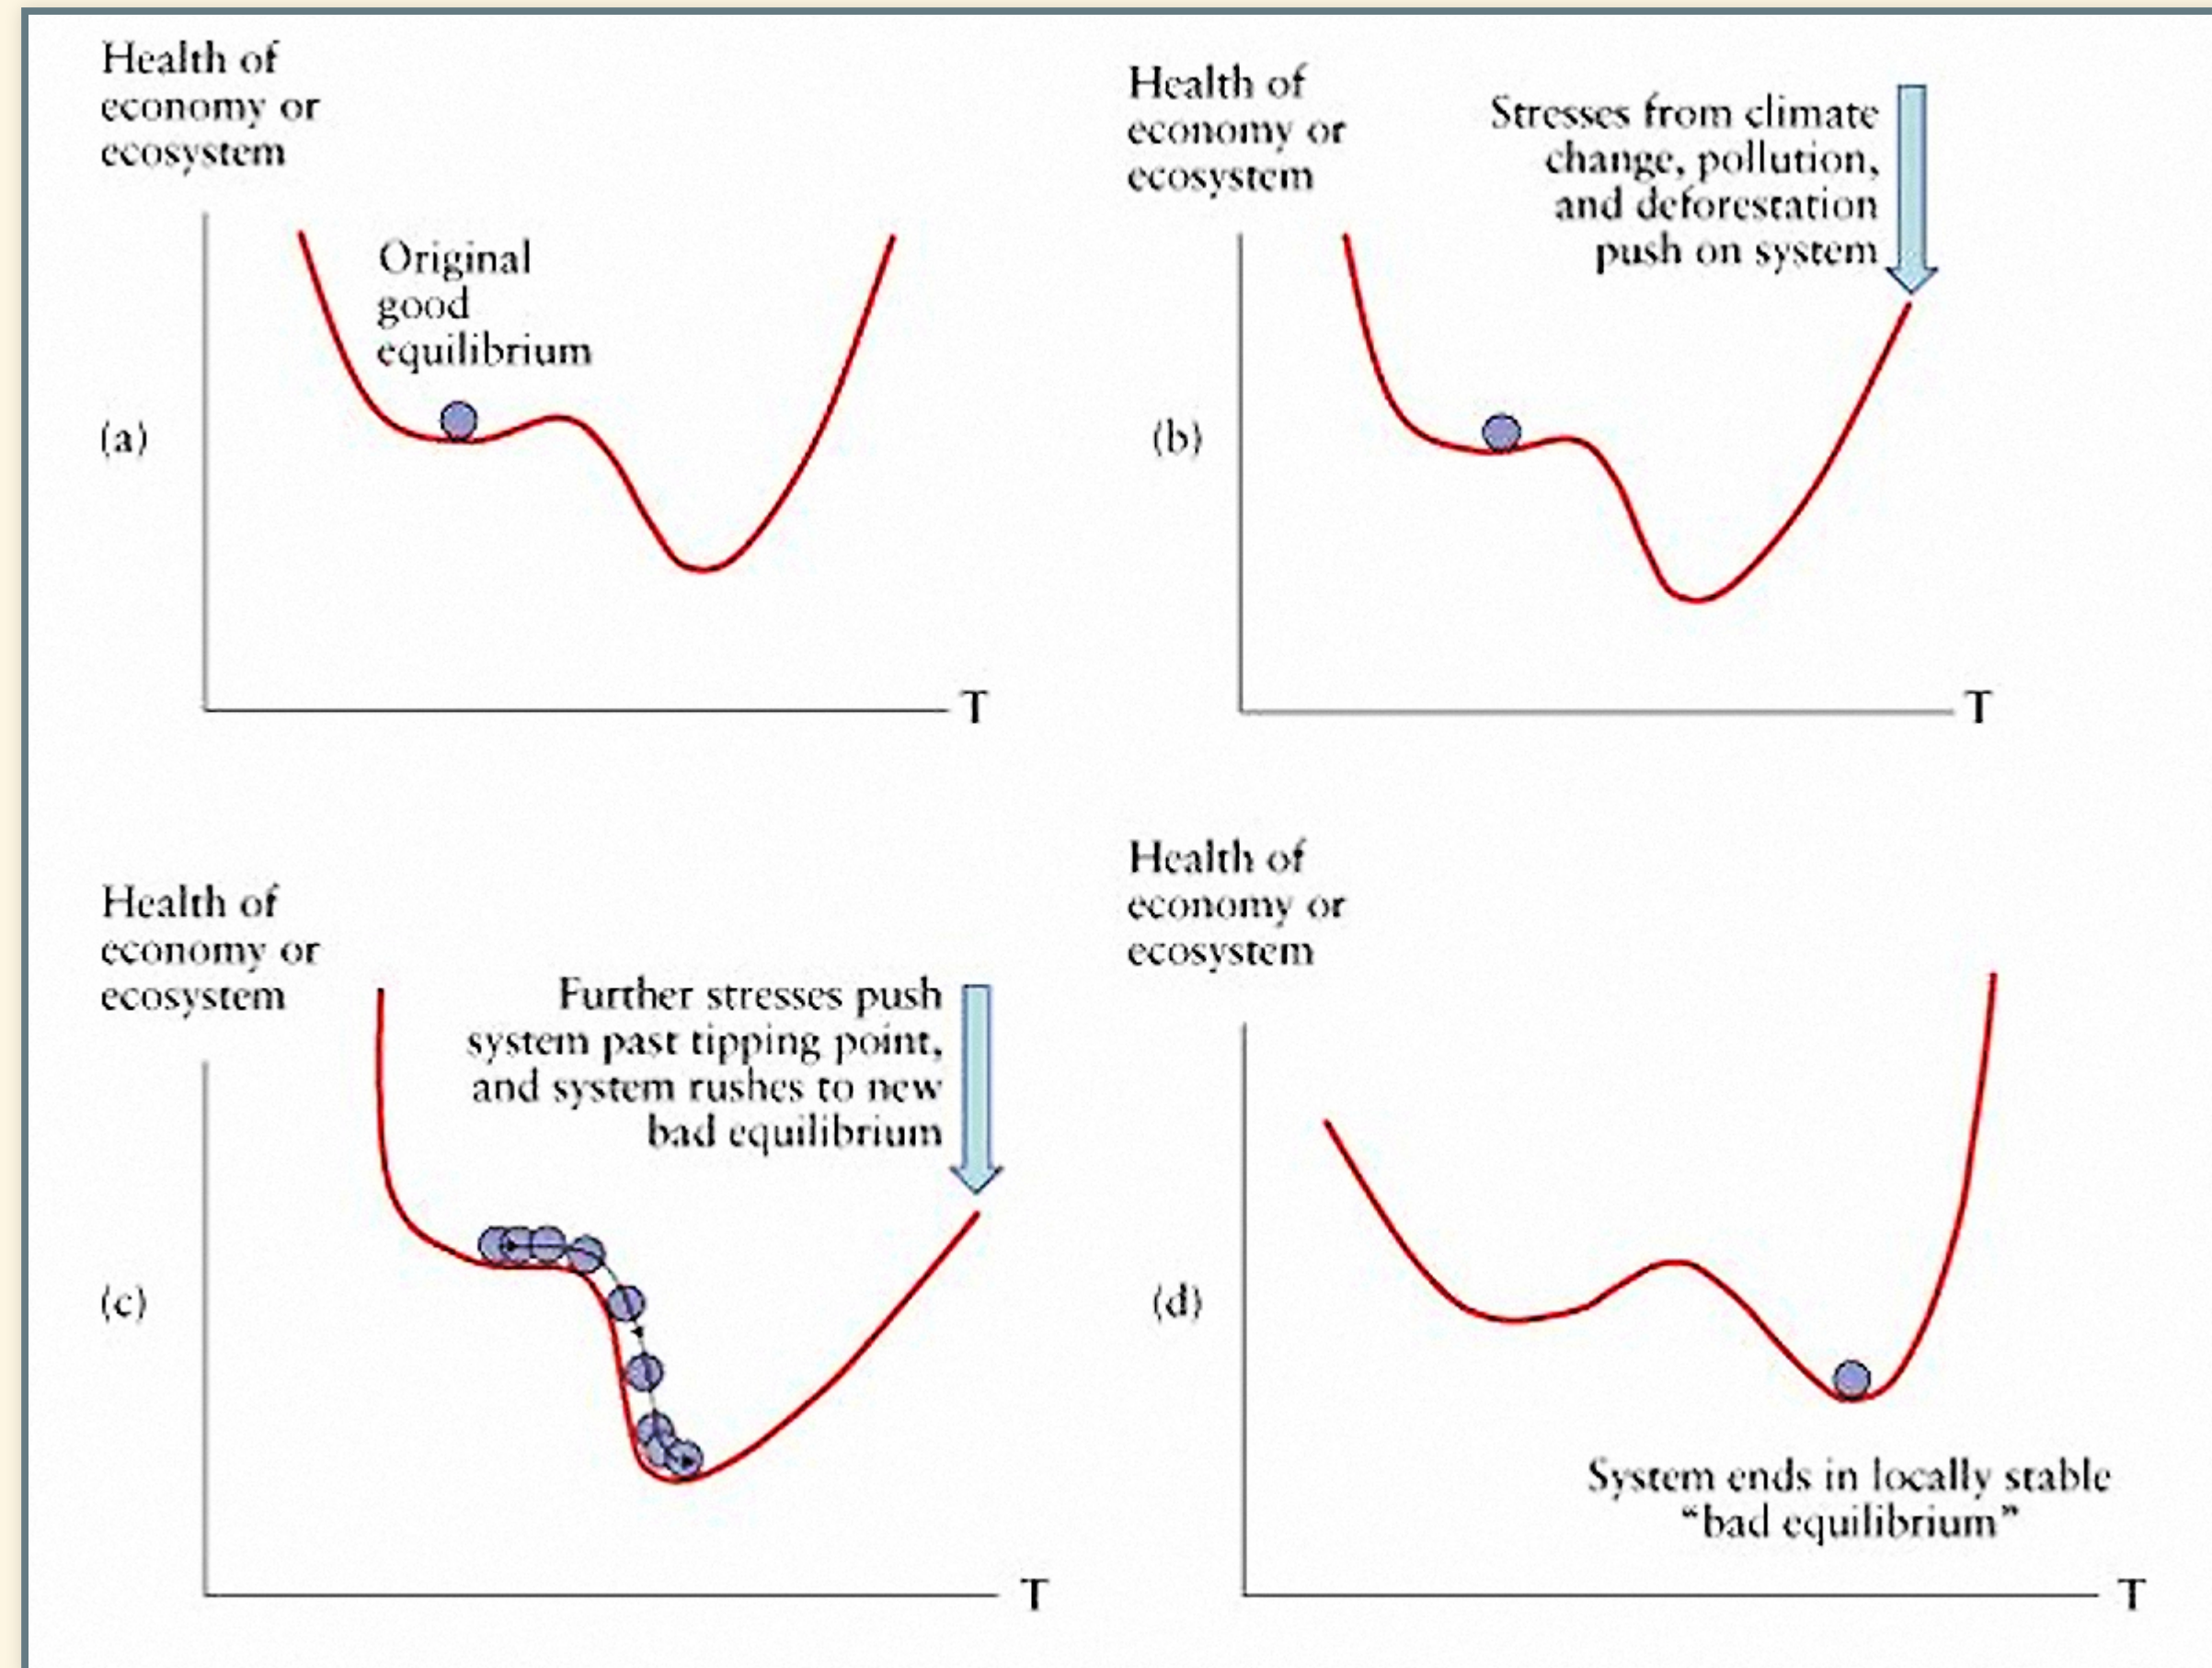 Health of
economy or
ecosystem
Original
good
equilibrium
(a)
T
Health of
economy or
ecosystem
Stresses from climate
change, pollution,
and deforestation
push on system
(b)
T
Health of
economy or
ecosystem
Further stresses push
system past tipping point,
and system rushes to new
bad equilibrium
(c)
T
Health of
economy or
ecosystem
(d)
System ends in locally stable
“bad equilibrium”
T